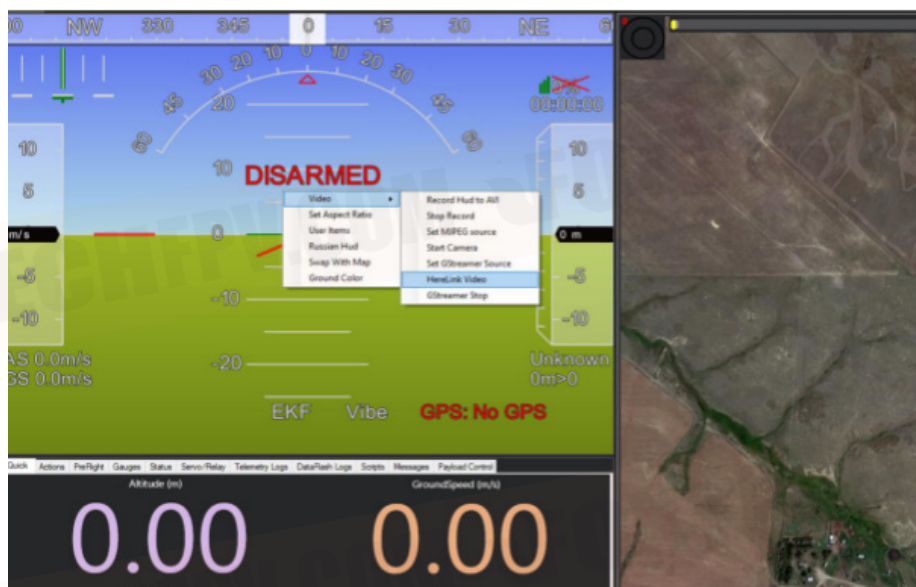 NW 330 345 0 15 30 NE
60 45 30 20 10 0 10 20 30 45 60
0%
00:00:00
20
10 10 10
DISARMED
5 5
Video Record Hud to AVI
Set Aspect Ratio Stop Record
User Items Set MJPEG source
m/s 0 0 m
Russian Hud Start Camera
Swap With Map Set GStreamer Source
Ground Color HereLink Video
GStreamer Stop
-5 -5
-10
-10 -10
AS 0.0m/s -20 Unknown
GS 0.0m/s 0m>0
EKF Vibe GPS: No GPS
Quick Actions PreFlight Gauges Status Servo/Relay Telemetry Logs DataFlash Logs Scripts Messages Payload Control
Altitude (m) GroundSpeed (m/s)
0.00 0.00